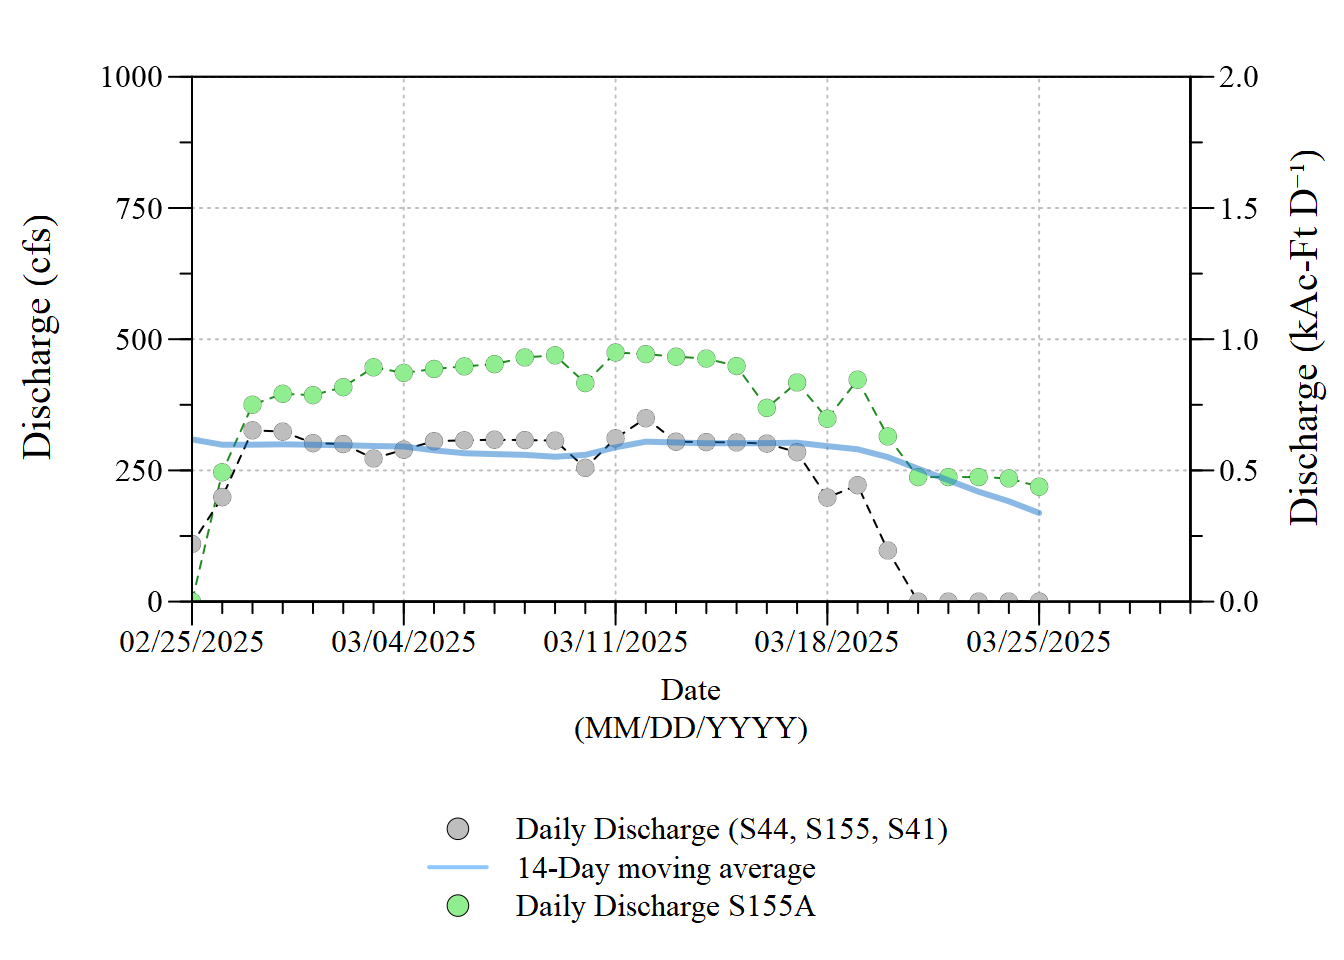 1000
750
500
250
0
Discharge (cfs)
2.0
1.5
1.0
0.5
0.0
Discharge (kAc-Ft D⁻¹)
02/25/2025 03/04/2025 03/11/2025 03/18/2025 03/25/2025
Date
(MM/DD/YYYY)
Daily Discharge (S44, S155, S41)
14-Day moving average
Daily Discharge S155A